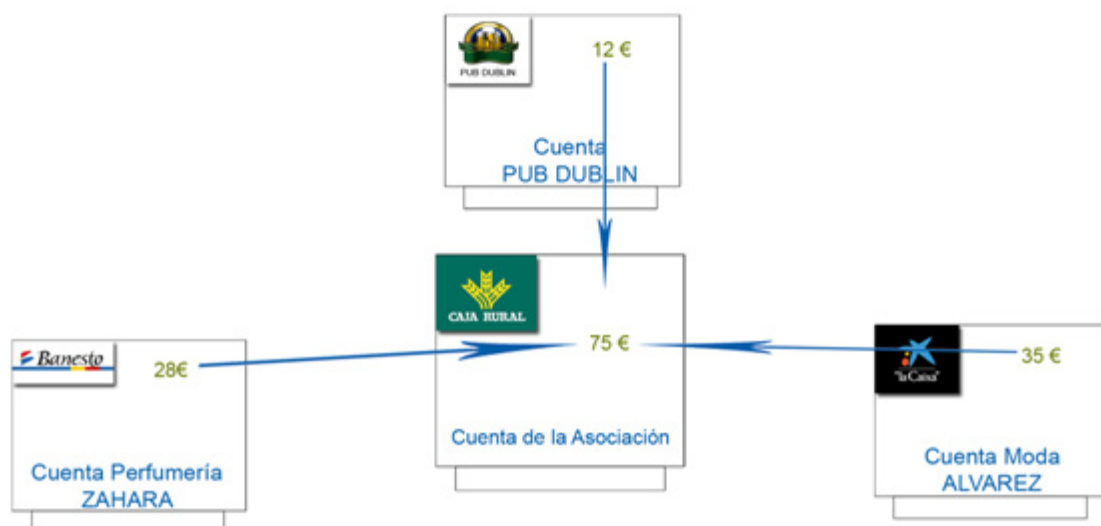 PUB DUBLIN
12 €
Cuenta
PUB DUBLIN
CAJA RURAL
75 €
Cuenta de la Asociación
Banesto
28€
Cuenta Perfumería
ZAHARA
"la Caixa"
35 €
Cuenta Moda
ALVAREZ